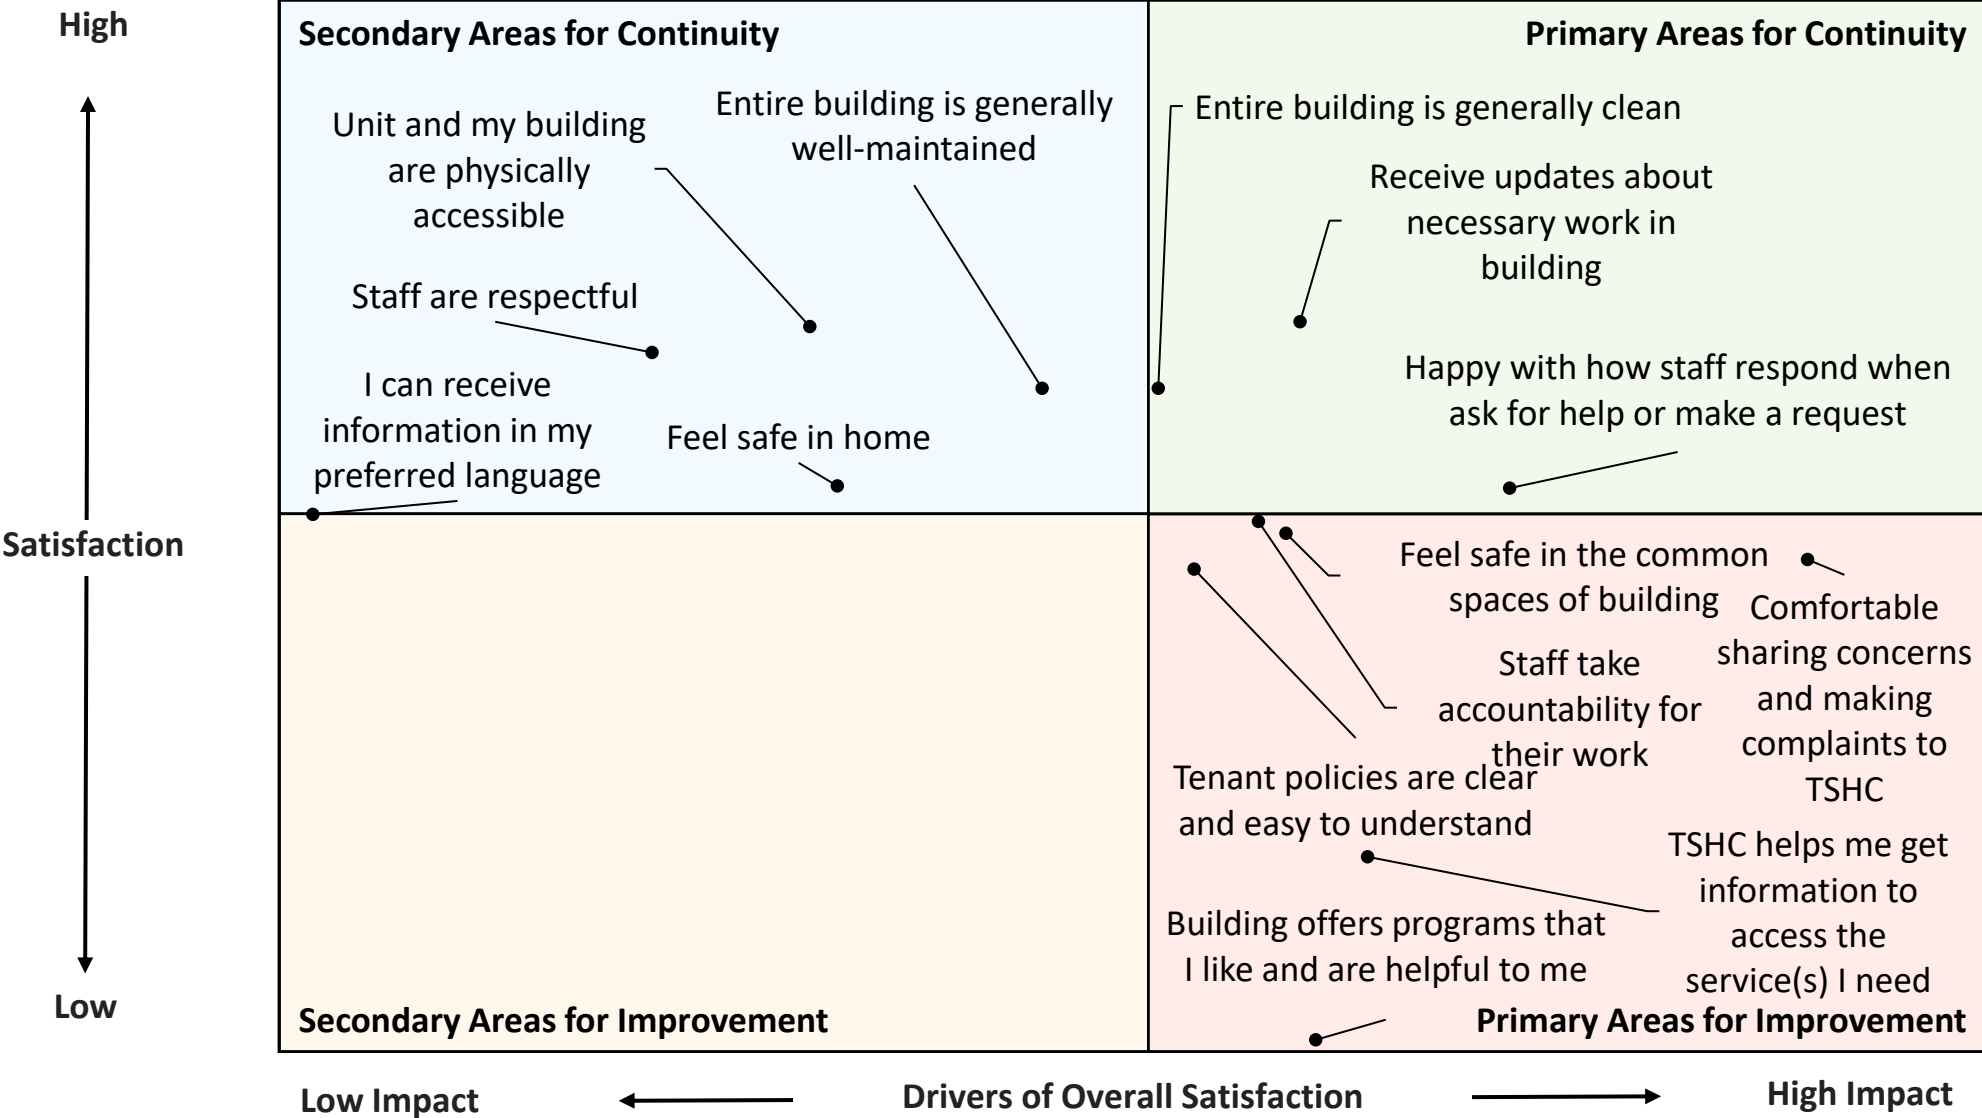 High
Satisfaction
Low
Secondary Areas for Continuity
Unit and my building
are physically
accessible
Entire building is generally
well-maintained
Staff are respectful
I can receive
information in my
preferred language
Feel safe in home
Primary Areas for Continuity
Entire building is generally clean
Receive updates about
necessary work in
building
Happy with how staff respond when
ask for help or make a request
Secondary Areas for Improvement
Feel safe in the common
spaces of building
Comfortable
sharing concerns
and making
complaints to
TSHC
Staff take
accountability for
their work
Tenant policies are clear
and easy to understand
TSHC helps me get
information to
access the
service(s) I need
Building offers programs that
I like and are helpful to me
Primary Areas for Improvement
Low Impact
Drivers of Overall Satisfaction
High Impact